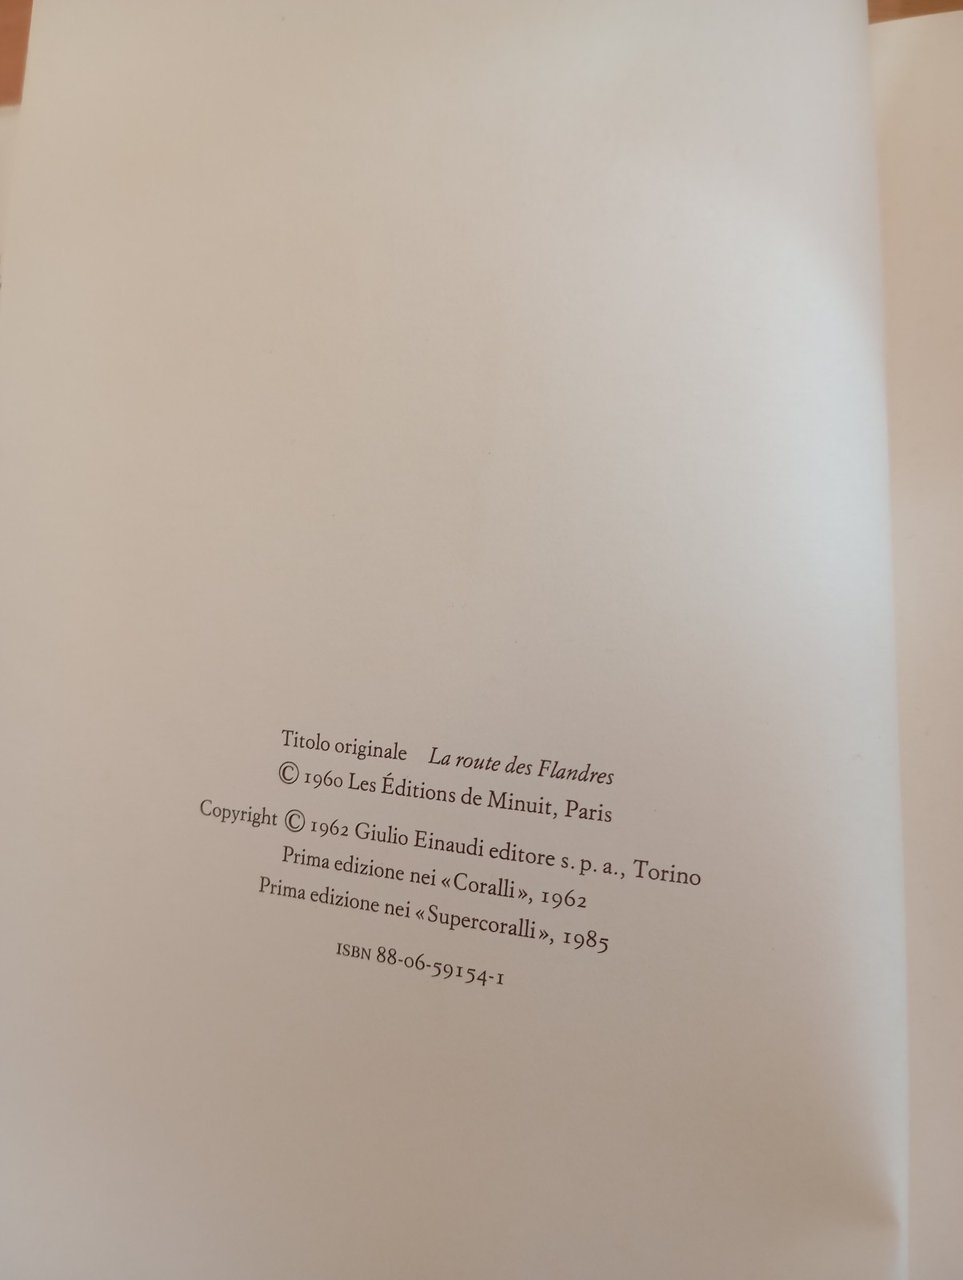 Titolo originale La route des Flandres
© 1960 Les Éditions de Minuit, Paris
Copyright © 1962 Giulio Einaudi editore s. p. a., Torino
Prima edizione nei «Coralli», 1962
Prima edizione nei «Supercoralli», 1985
ISBN 88-06-59154-1